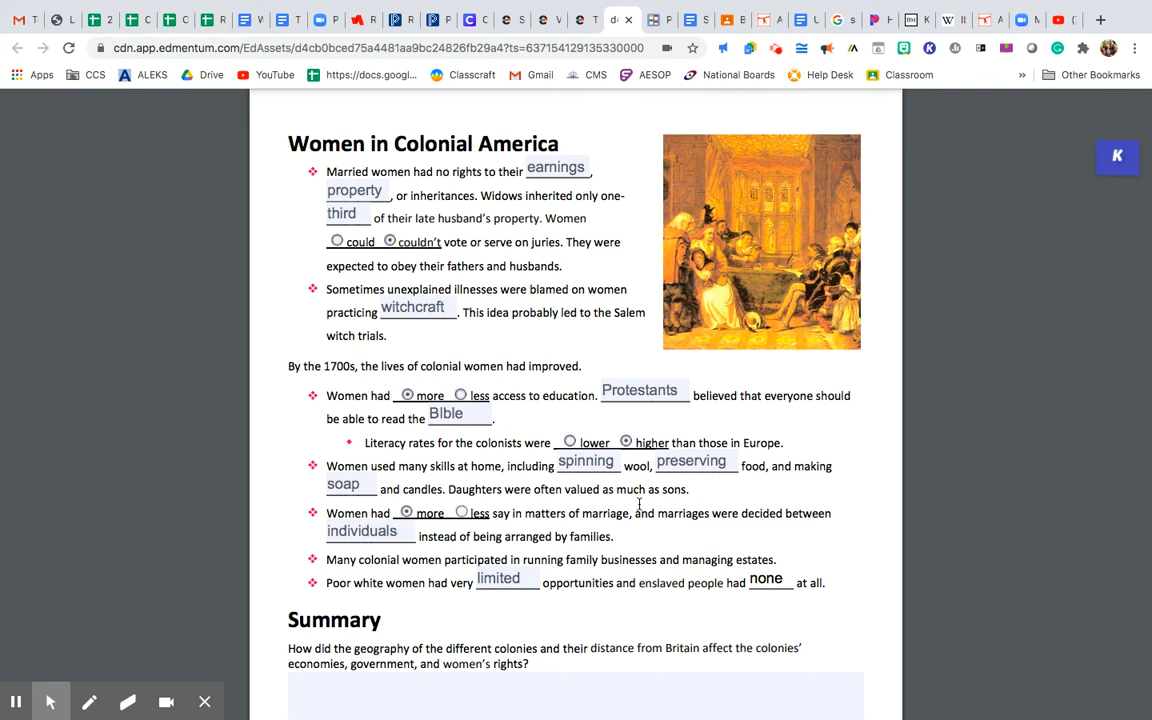 T
L
2
C
C
R
W
T
P
R
R
P
C
S
V
T
d
P
S
B
T
A
U
s
H
K
It
A
M
(
cdn.app.edmentum.com/EdAssets/d4cb0bced75a4481aa9bc24826fb29a4?ts=637154129135330000
Apps CCS ALEKS Drive YouTube https://docs.googl... Classcraft Gmail CMS AESOP National Boards Help Desk Classroom » Other Bookmarks
Women in Colonial America
❖ Married women had no rights to their earnings,
property, or inheritances. Widows inherited only one-
third of their late husband's property. Women
could couldn't vote or serve on juries. They were
expected to obey their fathers and husbands.
❖ Sometimes unexplained illnesses were blamed on women
practicing witchcraft. This idea probably led to the Salem
witch trials.
K
By the 1700s, the lives of colonial women had improved.
❖ Women had more less access to education. Protestants believed that everyone should
be able to read the BIble.
Literacy rates for the colonists were lower higher than those in Europe.
❖ Women used many skills at home, including spinning wool, preserving food, and making
soap and candles. Daughters were often valued as much as sons.
❖ Women had more less say in matters of marriage, and marriages were decided between
individuals instead of being arranged by families.
❖ Many colonial women participated in running family businesses and managing estates.
❖ Poor white women had very limited opportunities and enslaved people had none at all.
Summary
How did the geography of the different colonies and their distance from Britain affect the colonies'
economies, government, and women's rights?